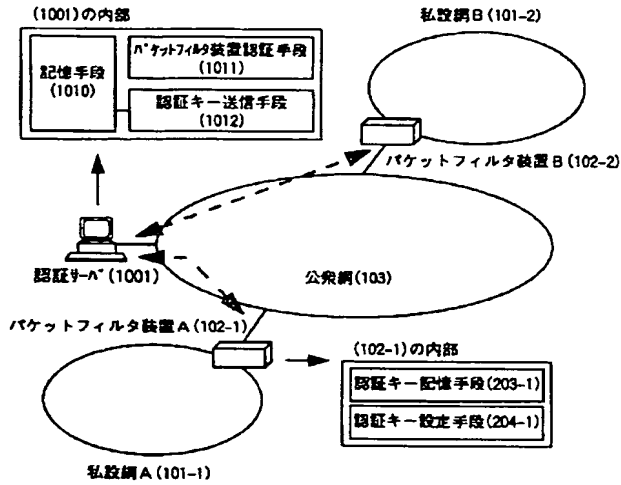 (1001)の内部
記憶手段
(1010)
パケットフィルタ装置認証手段
(1011)
認証キー送信手段
(1012)
私設網B(101-2)
パケットフィルタ装置B(102-2)
認証サーバ(1001)
公衆網(103)
パケットフィルタ装置A(102-1)
(102-1)の内部
認証キー記憶手段(203-1)
認証キー設定手段(204-1)
私設網A(101-1)